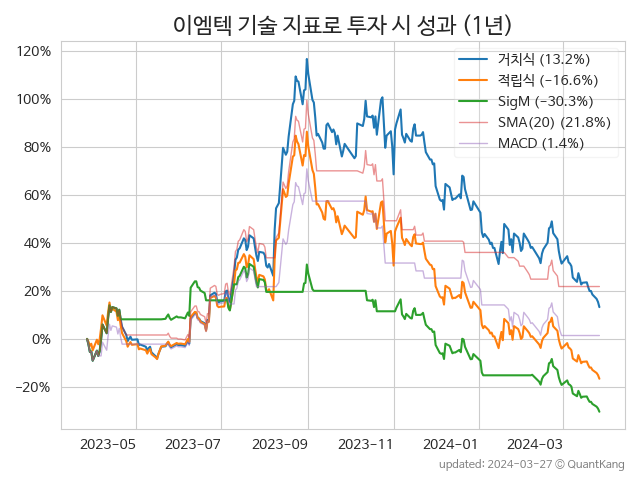 이엠텍 기술 지표로 투자 시 성과 (1년)
120%
100%
80%
60%
40%
20%
0%
−20%
거치식 (13.2%)
적립식 (−16.6%)
SigM (−30.3%)
SMA(20) (21.8%)
MACD (1.4%)
2023-05 2023-07 2023-09 2023-11 2024-01 2024-03
updated: 2024-03-27 © QuantKang